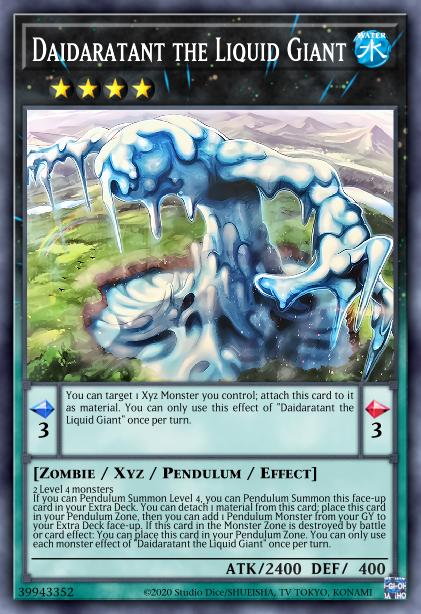 DAIDARATANT THE LIQUID GIANT
WATER
水
You can target 1 Xyz Monster you control; attach this card to it
as material. You can only use this effect of "Daidaratant the
Liquid Giant" once per turn.
3
3
[ZOMBIE / XYZ / PENDULUM / EFFECT]
2 Level 4 monsters
If you can Pendulum Summon Level 4, you can Pendulum Summon this face-up
card in your Extra Deck. You can detach 1 material from this card; place this card
in your Pendulum Zone, then you can add 1 Pendulum Monster from your GY to
your Extra Deck face-up. If this card in the Monster Zone is destroyed by battle
or card effect: You can place this card in your Pendulum Zone. You can only use
each monster effect of "Daidaratant the Liquid Giant" once per turn.
ATK/2400 DEF/ 400
39943352
©2020 Studio Dice/SHUEISHA, TV TOKYO, KONAMI